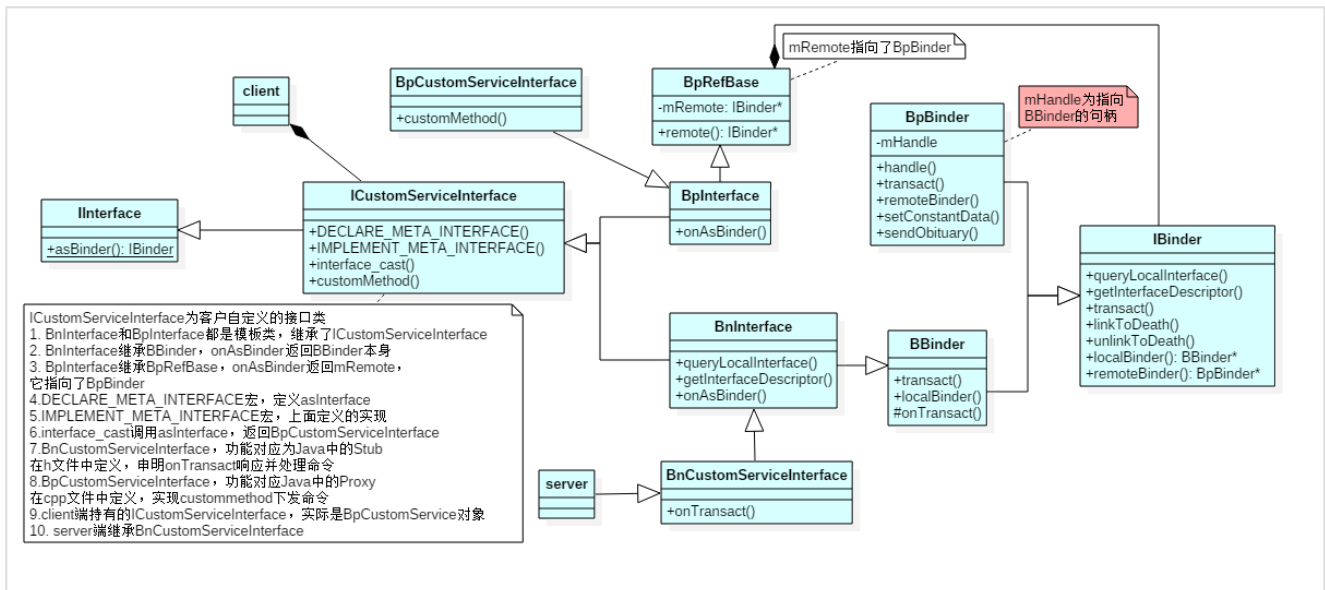 mRemote指向了BpBinder
client
BpCustomServiceInterface
+customMethod()
BpRefBase
-mRemote: IBinder*
+remote(): IBinder*
BpBinder
-mHandle
+handle()
+transact()
+remoteBinder()
+setConstantData()
+sendObituary()
mHandle为指向
BBinder的句柄
IInterface
+asBinder(): IBinder
ICustomServiceInterface
+DECLARE_META_INTERFACE()
+IMPLEMENT_META_INTERFACE()
+interface_cast()
+customMethod()
BpInterface
+onAsBinder()
IBinder
+queryLocalInterface()
+getInterfaceDescriptor()
+transact()
+linkToDeath()
+unlinkToDeath()
+localBinder(): BBinder*
+remoteBinder(): BpBinder*
ICustomServiceInterface为客户自定义的接口类
1. BnInterface和BpInterface都是模板类，继承了ICustomServiceInterface
2. BnInterface继承BBinder，onAsBinder返回BBinder本身
3. BpInterface继承BpRefBase，onAsBinder返回mRemote，
它指向了BpBinder
4.DECLARE_META_INTERFACE宏，定义asInterface
5.IMPLEMENT_META_INTERFACE宏，上面定义的实现
6.interface_cast调用asInterface，返回BpCustomServiceInterface
7.BnCustomServiceInterface，功能对应为Java中的Stub
在h文件中定义，申明onTransact响应并处理命令
8.BpCustomServiceInterface，功能对应Java中的Proxy
在cpp文件中定义，实现custommethod下发命令
9.client端持有的ICustomServiceInterface，实际是BpCustomService对象
10. server端继承BnCustomServiceInterface
BnInterface
+queryLocalInterface()
+getInterfaceDescriptor()
+onAsBinder()
BBinder
+transact()
+localBinder()
#onTransact()
server
BnCustomServiceInterface
+onTransact()